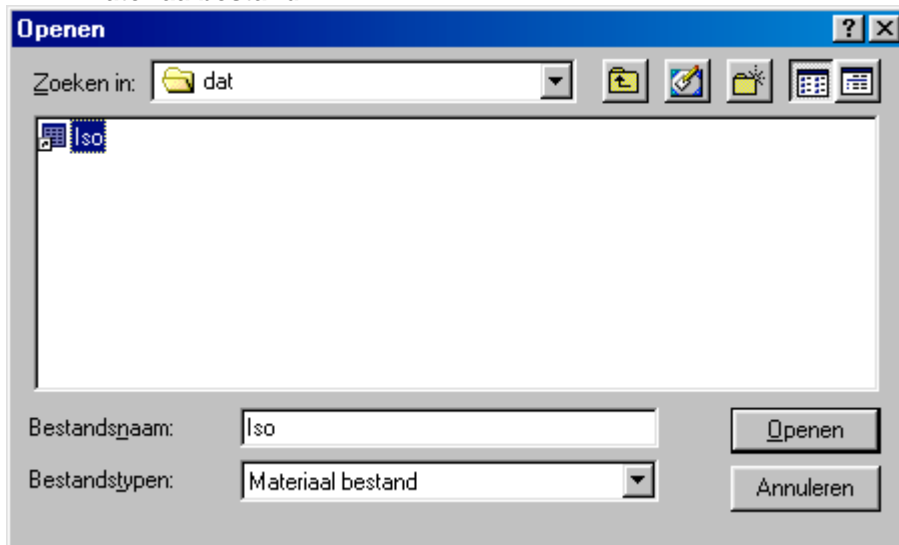 Openen
Zoeken in: dat
Iso
Bestandsnaam: Iso Openen
Bestandstypen: Materiaal bestand Annuleren